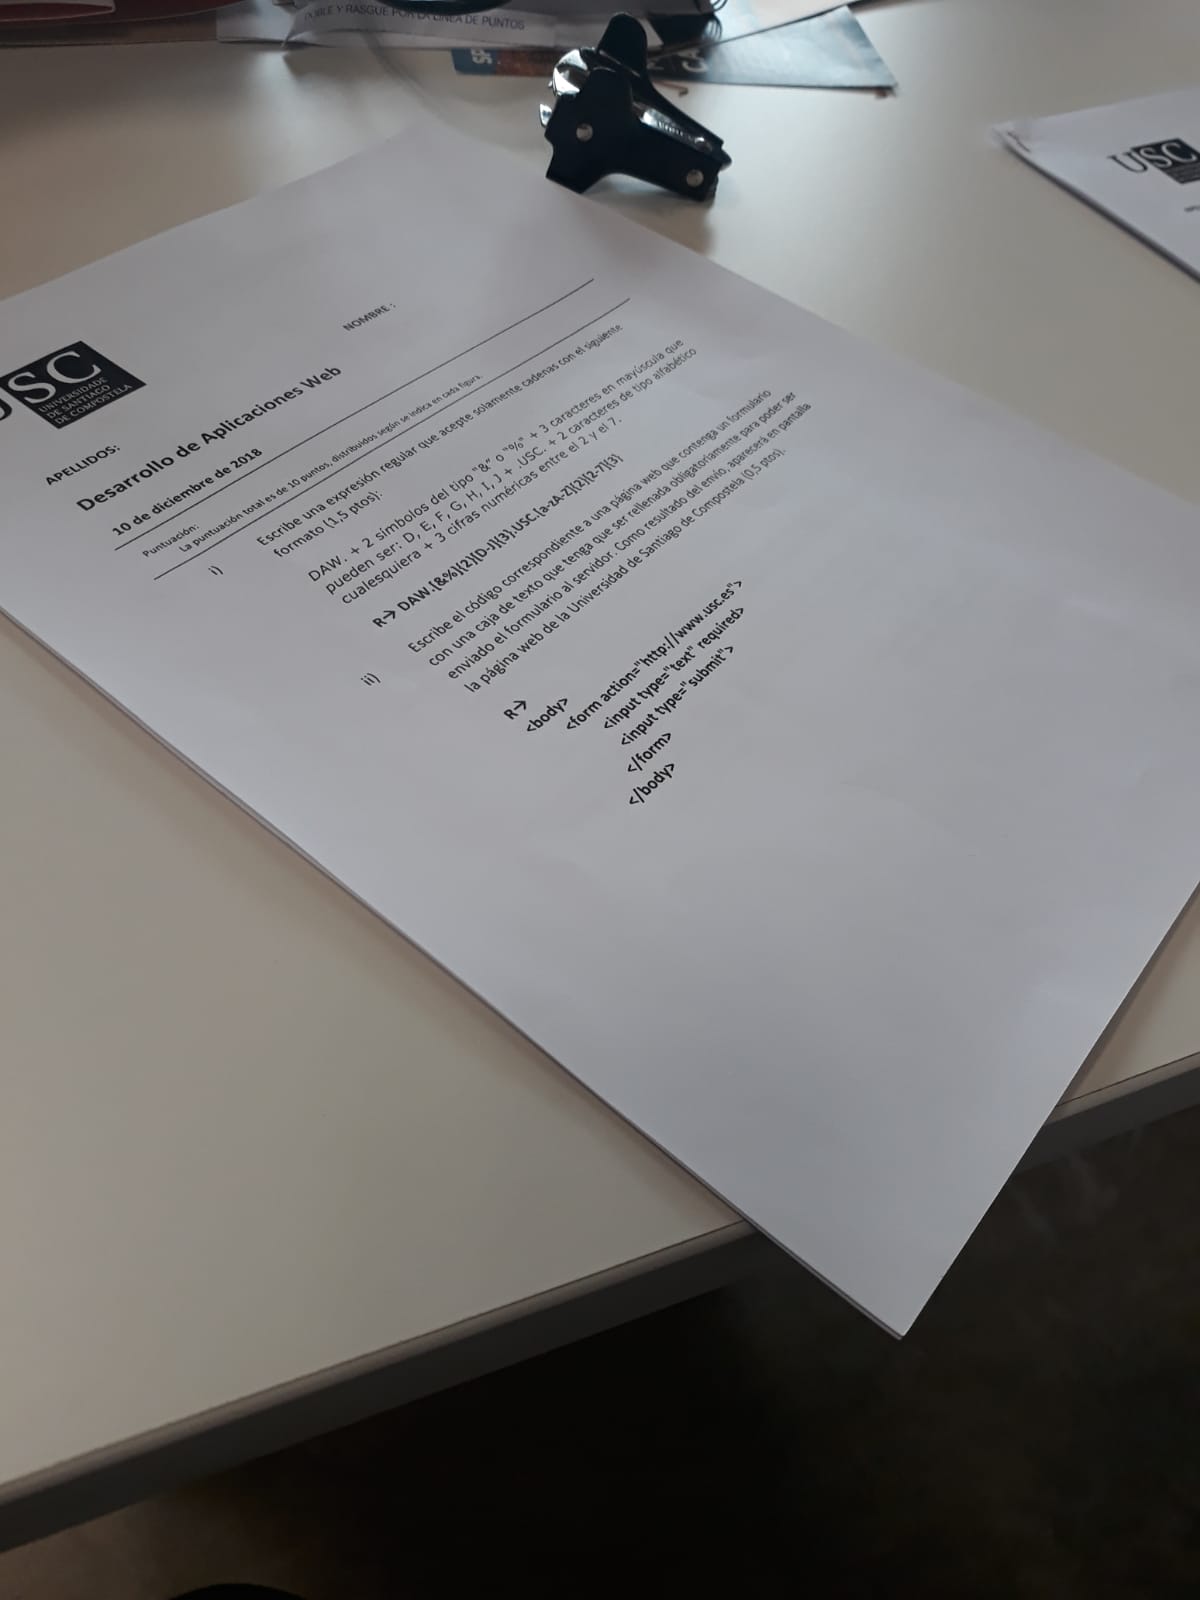 DOBLE Y RASGUE POR LA LÍNEA DE PUNTOS
USC
USC
UNIVERSIDADE
DE SANTIAGO
DE COMPOSTELA
APELLIDOS:
NOMBRE :
Desarrollo de Aplicaciones Web
10 de diciembre de 2018
Puntuación:
La puntuación total es de 10 puntos, distribuidos según se indica en cada figura.
i) Escribe una expresión regular que acepte solamente cadenas con el siguiente
formato (1,5 ptos):
DAW. + 2 símbolos del tipo "&" o "%" + 3 caracteres en mayúscula que
pueden ser: D, E, F, G, H, I, J + .USC. + 2 caracteres de tipo alfabético
cualesquiera + 3 cifras numéricas entre el 2 y el 7.
R→ DAW.[&%]{2}[D-J]{3}.USC.[a-zA-Z]{2}[2-7]{3}
ii) Escribe el código correspondiente a una página web que contenga un formulario
con una caja de texto que tenga que ser rellenada obligatoriamente para poder ser
enviado el formulario al servidor. Como resultado del envío, aparecerá en pantalla
la página web de la Universidad de Santiago de Compostela (0,5 ptos).
R→
<body>
<form action="http://www.usc.es">
<input type="text" required>
<input type="submit">
</form>
</body>